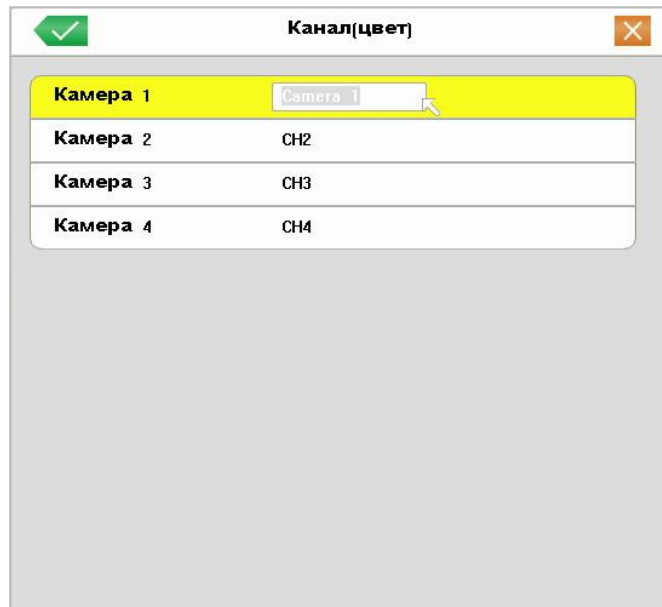 Канал(цвет)
Камера 1 Camera 1
Камера 2 CH2
Камера 3 CH3
Камера 4 CH4